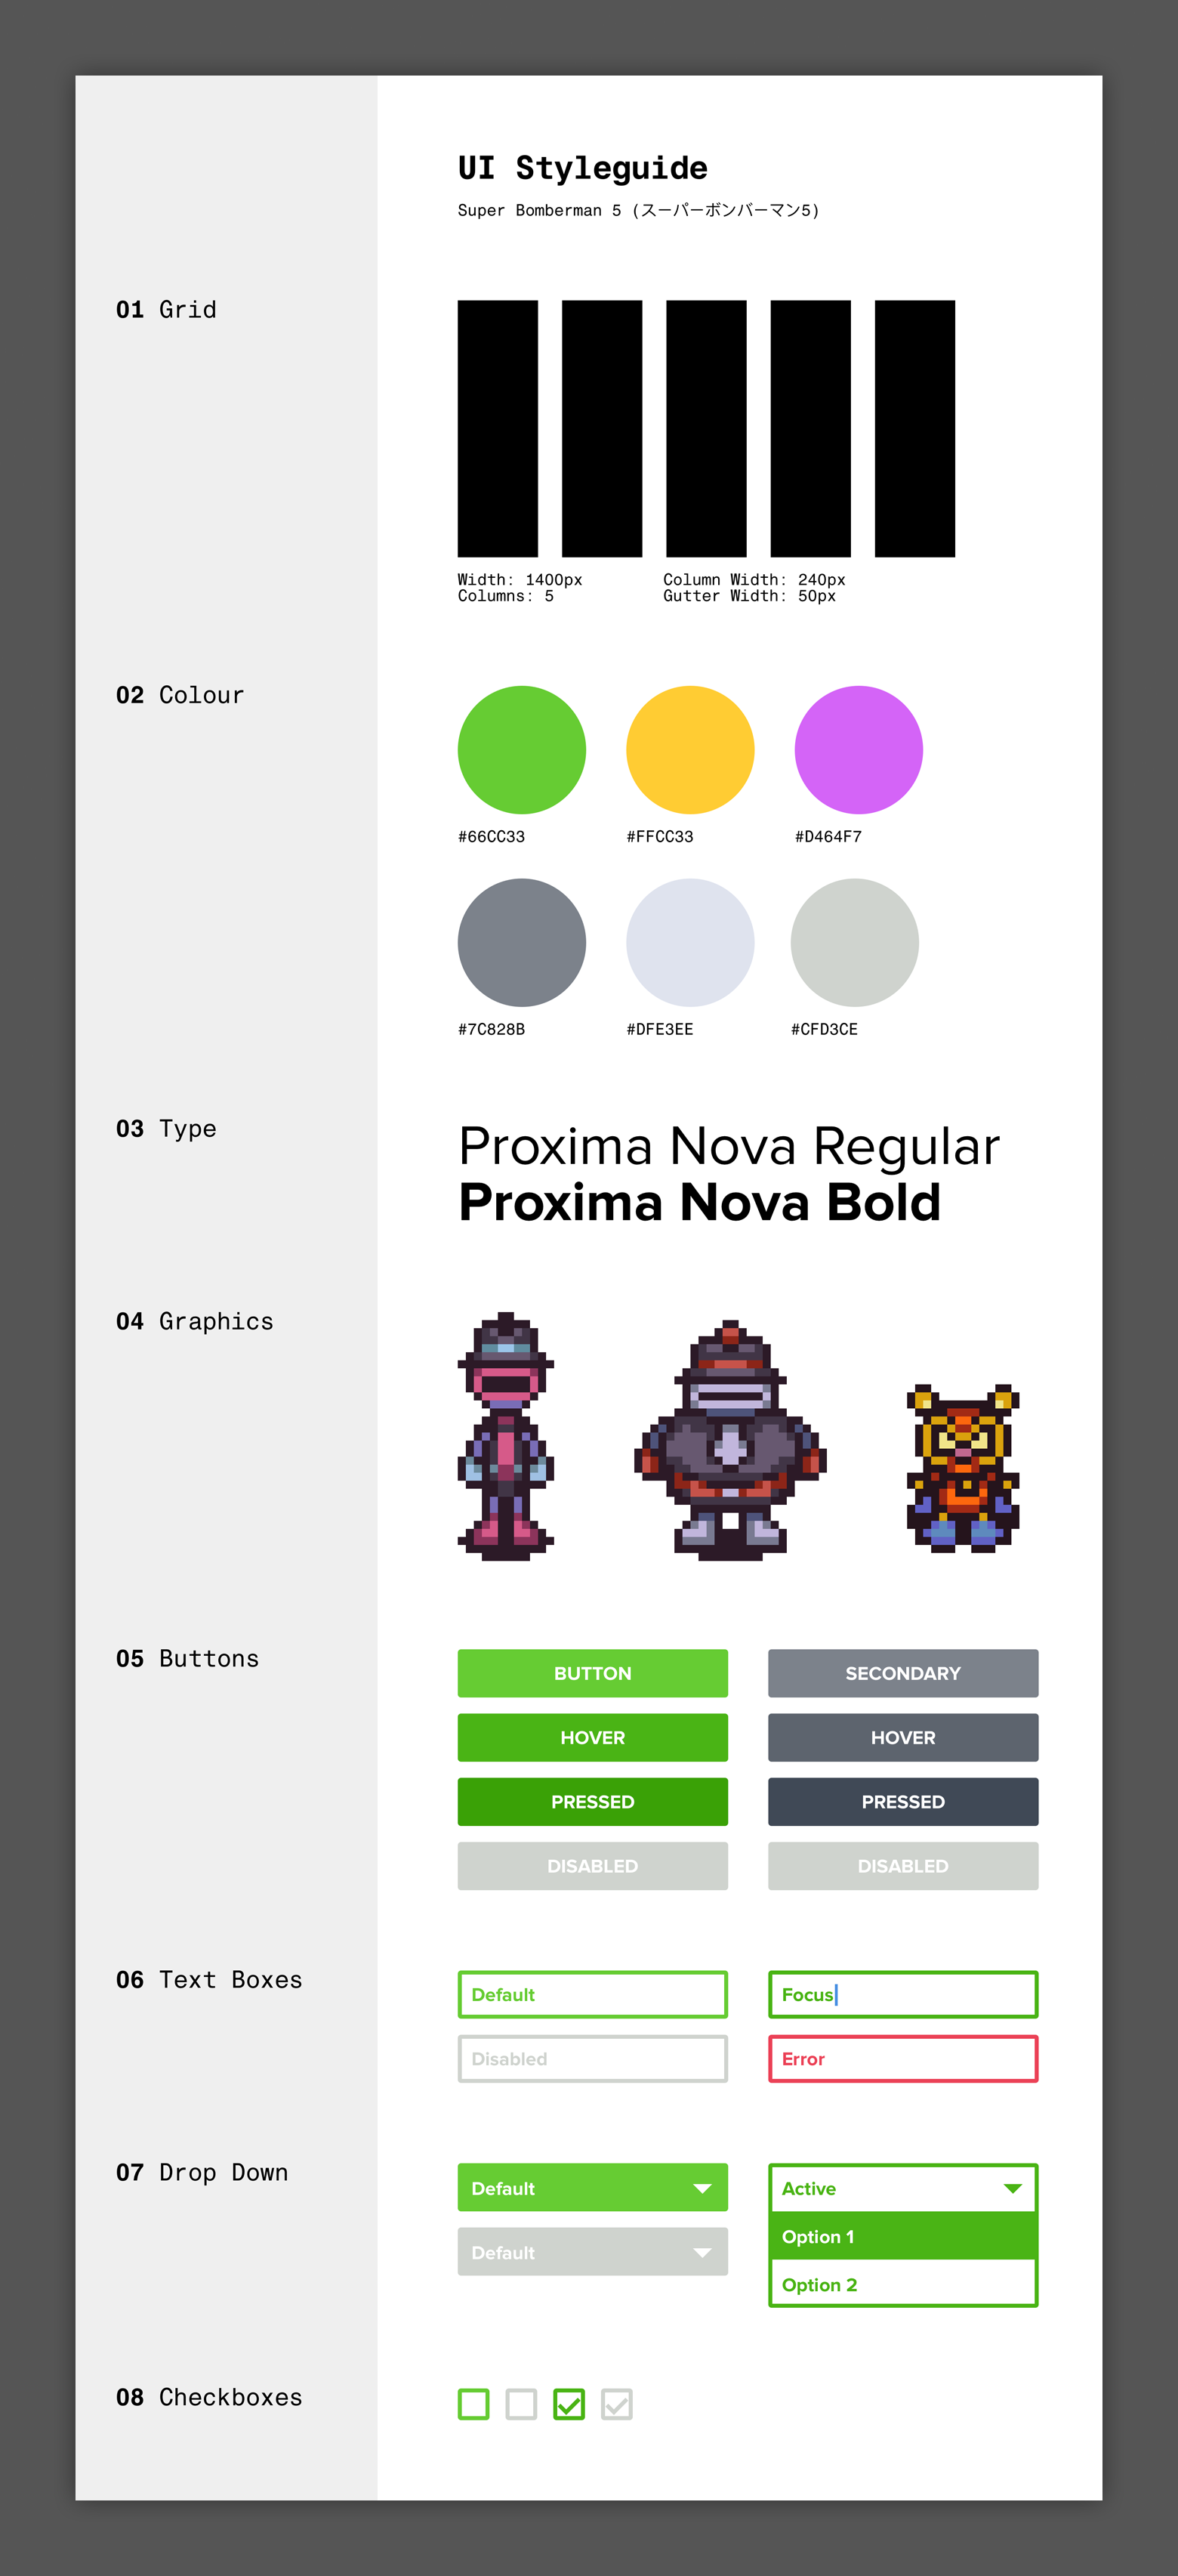 UI Styleguide
Super Bomberman 5 (スーパーボンバーマン5)
01 Grid
Width: 1400px
Columns: 5
Column Width: 240px
Gutter Width: 50px
02 Colour
#66CC33
#FFCC33
#D464F7
#7C828B
#DFE3EE
#CFD3CE
03 Type
Proxima Nova Regular
Proxima Nova Bold
04 Graphics
05 Buttons
BUTTON
SECONDARY
HOVER
HOVER
PRESSED
PRESSED
DISABLED
DISABLED
06 Text Boxes
Default
Focus
Disabled
Error
07 Drop Down
Default
Active
Default
Option 1
Option 2
08 Checkboxes